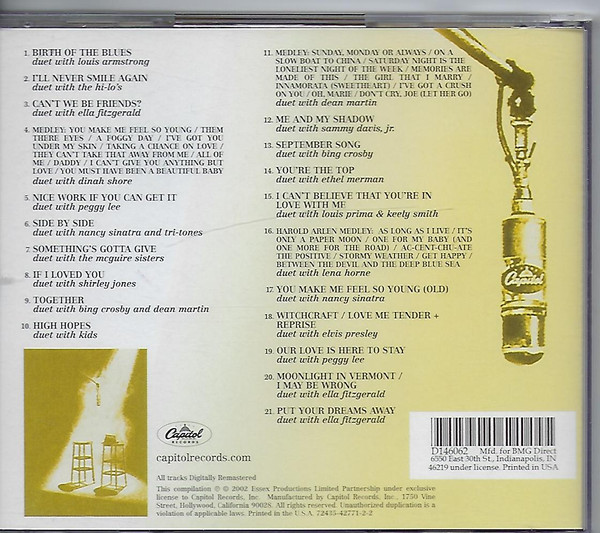 1. BIRTH OF THE BLUES
duet with louis armstrong
2. I'LL NEVER SMILE AGAIN
duet with the hi-lo's
3. CAN'T WE BE FRIENDS?
duet with ella fitzgerald
4. MEDLEY: YOU MAKE ME FEEL SO YOUNG / THEM
THERE EYES / A FOGGY DAY / I'VE GOT YOU
UNDER MY SKIN / TAKING A CHANCE ON LOVE /
THEY CAN'T TAKE THAT AWAY FROM ME / ALL OF
ME / DADDY / I CAN'T GIVE YOU ANYTHING BUT
LOVE / YOU MUST HAVE BEEN A BEAUTIFUL BABY
duet with dinah shore
5. NICE WORK IF YOU CAN GET IT
duet with peggy lee
6. SIDE BY SIDE
duet with nancy sinatra and tri-tones
7. SOMETHING'S GOTTA GIVE
duet with the mcguire sisters
8. IF I LOVED YOU
duet with shirley jones
9. TOGETHER
duet with bing crosby and dean martin
10. HIGH HOPES
duet with kids
11. MEDLEY: SUNDAY, MONDAY OR ALWAYS / ON A
SLOW BOAT TO CHINA / SATURDAY NIGHT IS THE
LONELIEST NIGHT OF THE WEEK / MEMORIES ARE
MADE OF THIS / THE GIRL THAT I MARRY /
INNAMORATA (SWEETHEART) / I'VE GOT A CRUSH
ON YOU / OH, MARIE / DON'T CRY, JOE (LET HER GO)
duet with dean martin
12. ME AND MY SHADOW
duet with sammy davis, jr.
13. SEPTEMBER SONG
duet with bing crosby
14. YOU'RE THE TOP
duet with ethel merman
15. I CAN'T BELIEVE THAT YOU'RE IN
LOVE WITH ME
duet with louis prima & keely smith
16. HAROLD ARLEN MEDLEY: AS LONG AS I LIVE / IT'S
ONLY A PAPER MOON / ONE FOR MY BABY (AND
ONE MORE FOR THE ROAD) / AC-CENT-CHU-ATE
THE POSITIVE / STORMY WEATHER / GET HAPPY /
BETWEEN THE DEVIL AND THE DEEP BLUE SEA
duet with lena horne
17. YOU MAKE ME FEEL SO YOUNG (OLD)
duet with nancy sinatra
18. WITCHCRAFT / LOVE ME TENDER +
REPRISE
duet with elvis presley
19. OUR LOVE IS HERE TO STAY
duet with peggy lee
20. MOONLIGHT IN VERMONT /
I MAY BE WRONG
duet with ella fitzgerald
21. PUT YOUR DREAMS AWAY
duet with ella fitzgerald
Capitol
Capitol
RECORDS
capitolrecords.com
D146062 Mfd. for BMG Direct
6550 East 30th St., Indianapolis, IN
46219 under license. Printed in USA
All tracks Digitally Remastered
This compilation ℗ © 2002 Essex Productions Limited Partnership under exclusive
license to Capitol Records, Inc. Manufactured by Capitol Records, Inc., 1750 Vine
Street, Hollywood, California 90028. All rights reserved. Unauthorized duplication is a
violation of applicable laws. Printed in the U.S.A. 72435-42771-2-2